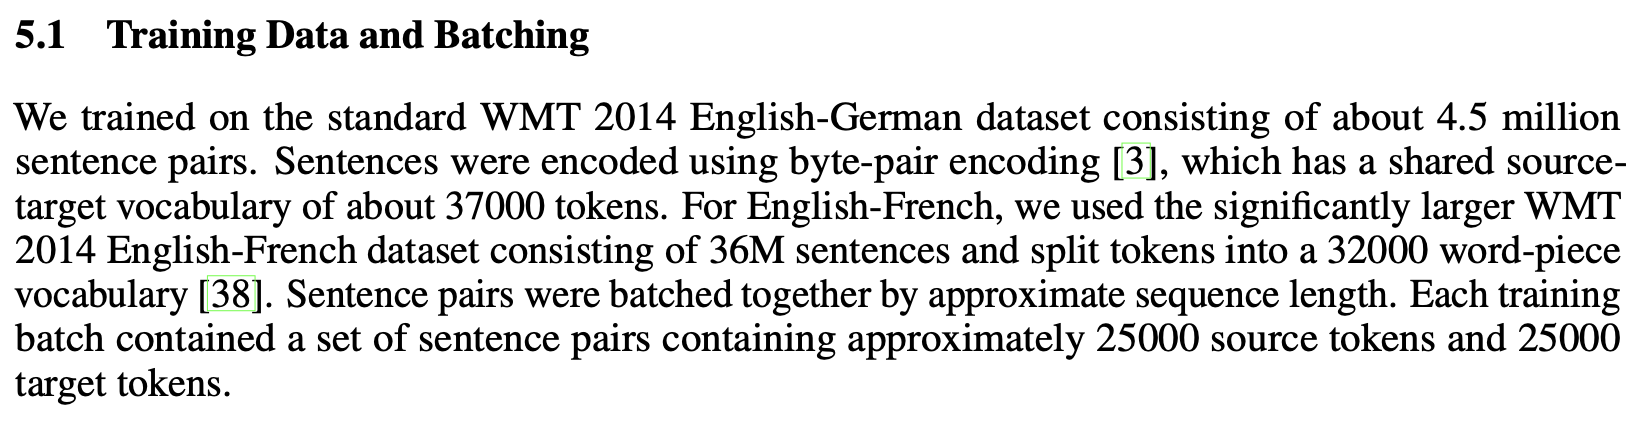 5.1 Training Data and Batching
We trained on the standard WMT 2014 English-German dataset consisting of about 4.5 million
sentence pairs. Sentences were encoded using byte-pair encoding [3], which has a shared source-
target vocabulary of about 37000 tokens. For English-French, we used the significantly larger WMT
2014 English-French dataset consisting of 36M sentences and split tokens into a 32000 word-piece
vocabulary [38]. Sentence pairs were batched together by approximate sequence length. Each training
batch contained a set of sentence pairs containing approximately 25000 source tokens and 25000
target tokens.